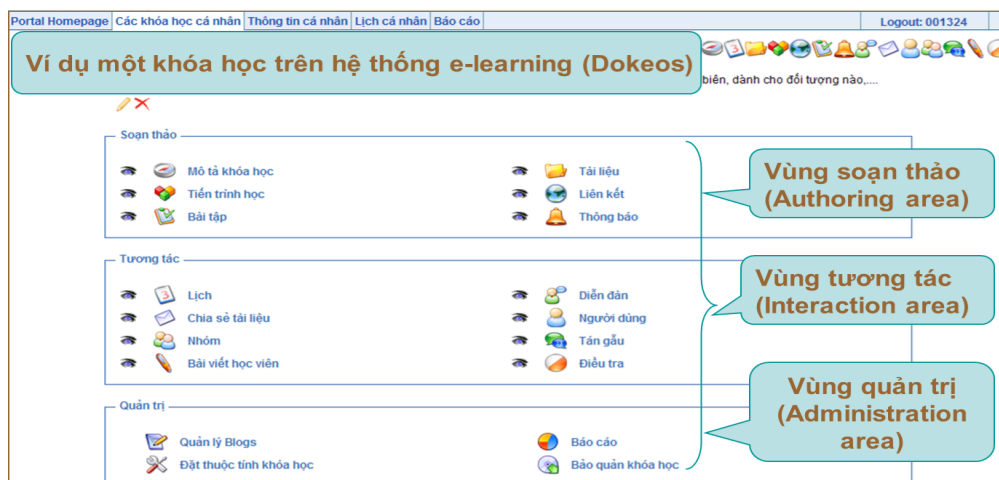 Portal Homepage Các khóa học cá nhân Thông tin cá nhân Lịch cá nhân Báo cáo Logout: 001324
Ví dụ một khóa học trên hệ thống e-learning (Dokeos)
biên, dành cho đối tượng nào,....
Soạn thảo
Mô tả khóa học Tài liệu
Tiến trình học Liên kết
Bài tập Thông báo
Vùng soạn thảo
(Authoring area)
Tương tác
Lịch Diễn đàn
Chia sẻ tài liệu Người dùng
Nhóm Tán gẫu
Bài viết học viên Điều tra
Vùng tương tác
(Interaction area)
Quản trị
Quản lý Blogs Báo cáo
Đặt thuộc tính khóa học Bảo quản khóa học
Vùng quản trị
(Administration
area)